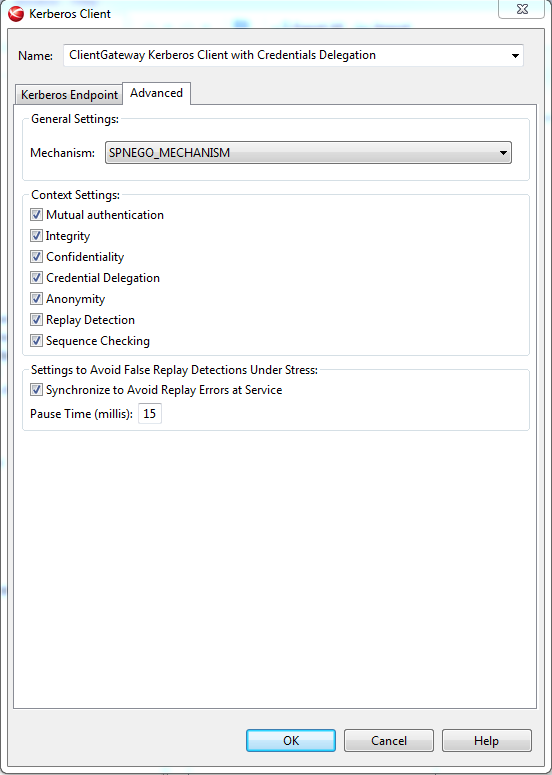 Kerberos Client
Name: ClientGateway Kerberos Client with Credentials Delegation
Kerberos Endpoint Advanced
General Settings:
Mechanism: SPNEGO_MECHANISM
Context Settings:
Mutual authentication
Integrity
Confidentiality
Credential Delegation
Anonymity
Replay Detection
Sequence Checking
Settings to Avoid False Replay Detections Under Stress:
Synchronize to Avoid Replay Errors at Service
Pause Time (millis): 15
OK Cancel Help